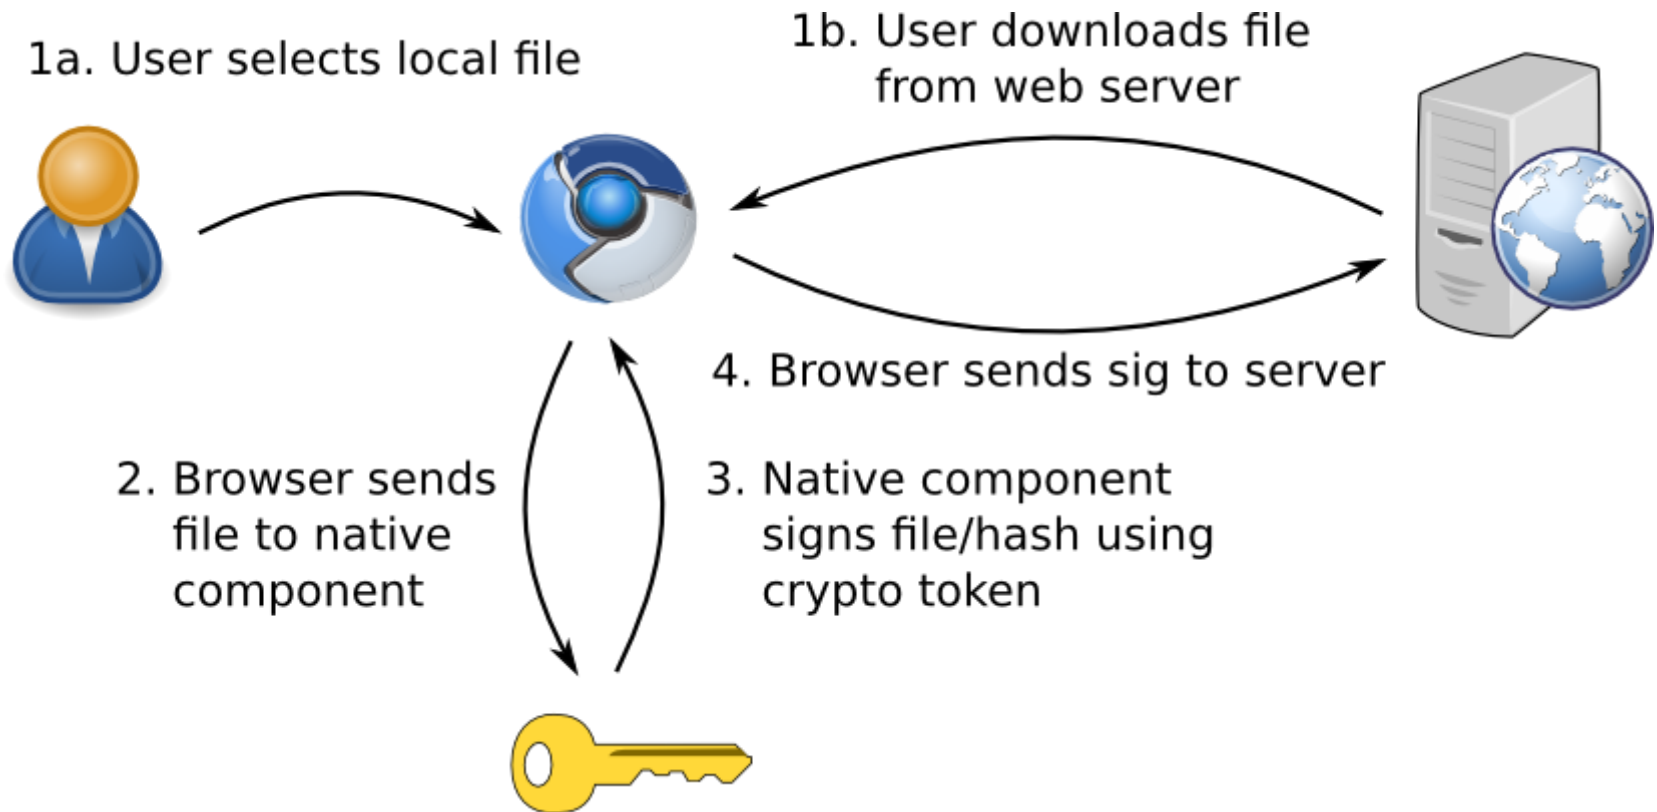 1a. User selects local file
1b. User downloads file
from web server
4. Browser sends sig to server
2. Browser sends
file to native
component
3. Native component
signs file/hash using
crypto token